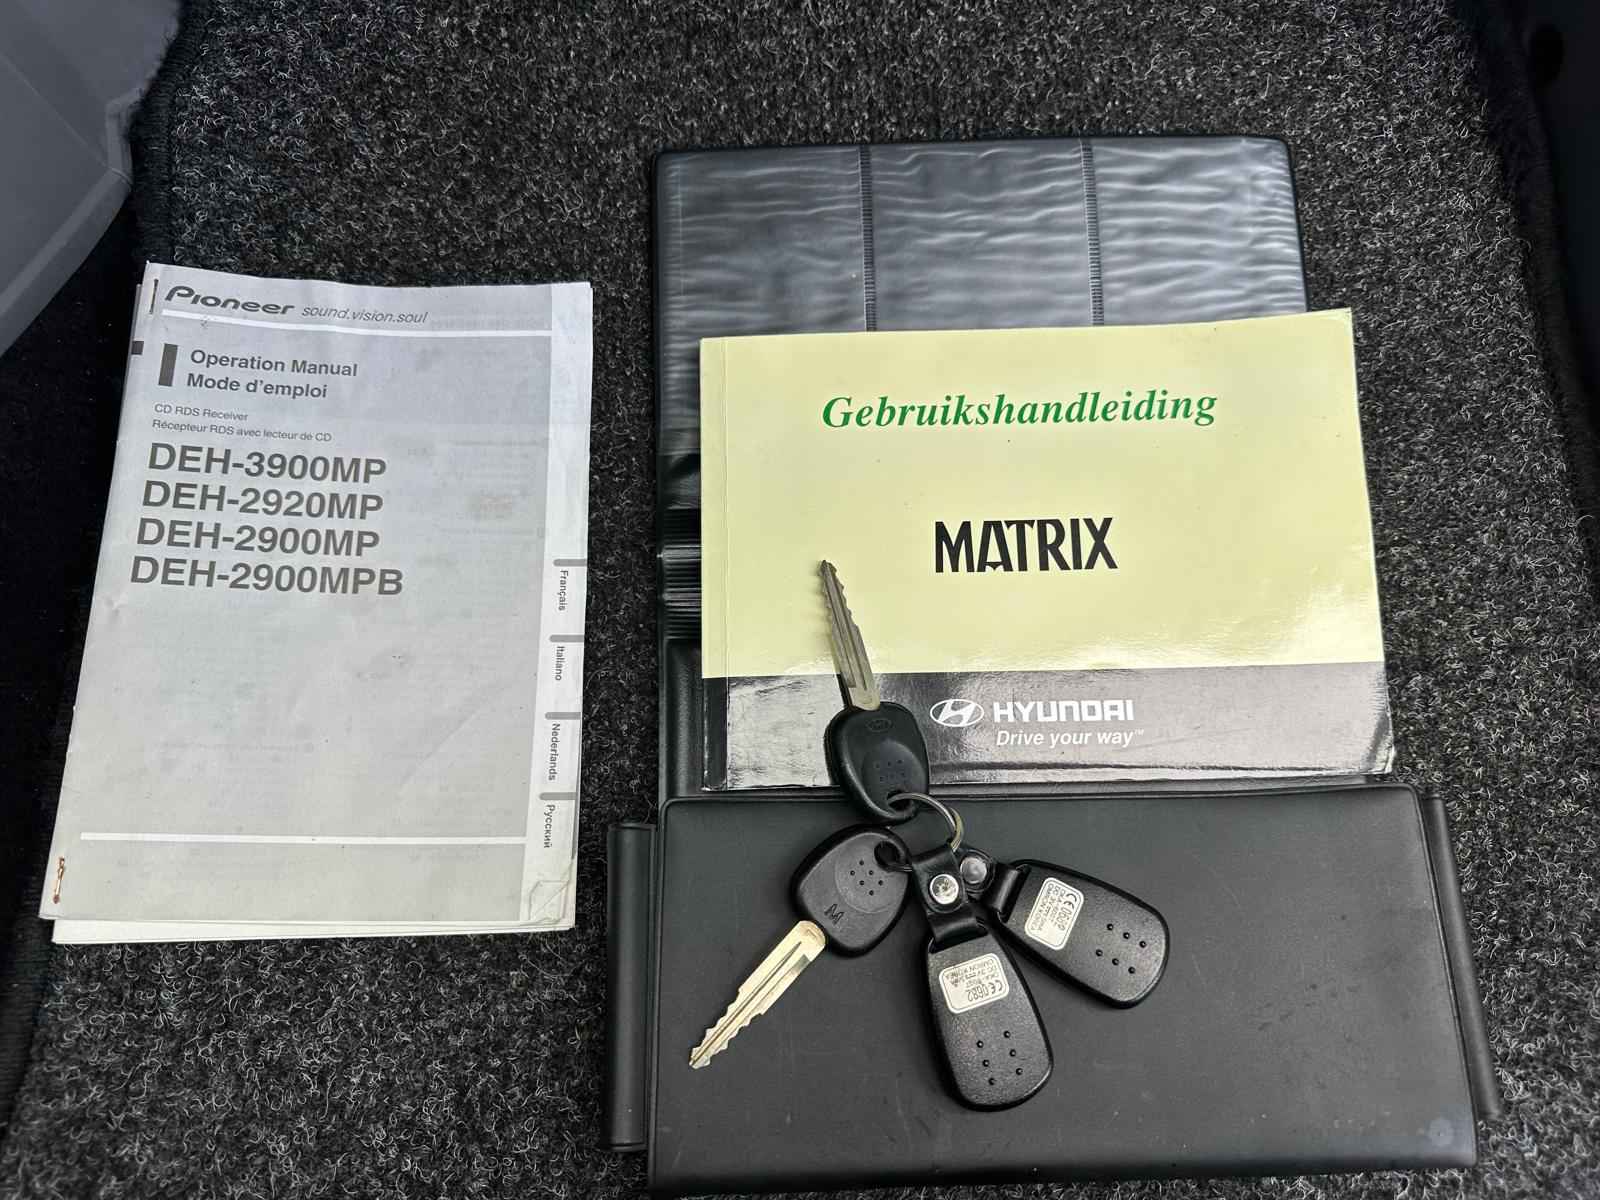 Pioneer sound.vision.soul
Operation Manual
Mode d'emploi
CD RDS Receiver
Récepteur RDS avec lecteur de CD
DEH-3900MP
DEH-2920MP
DEH-2900MP
DEH-2900MPB
Français
Italiano
Nederlands
Русский
Gebruikshandleiding
MATRIX
HYUNDAI
Drive your way™
CE0682